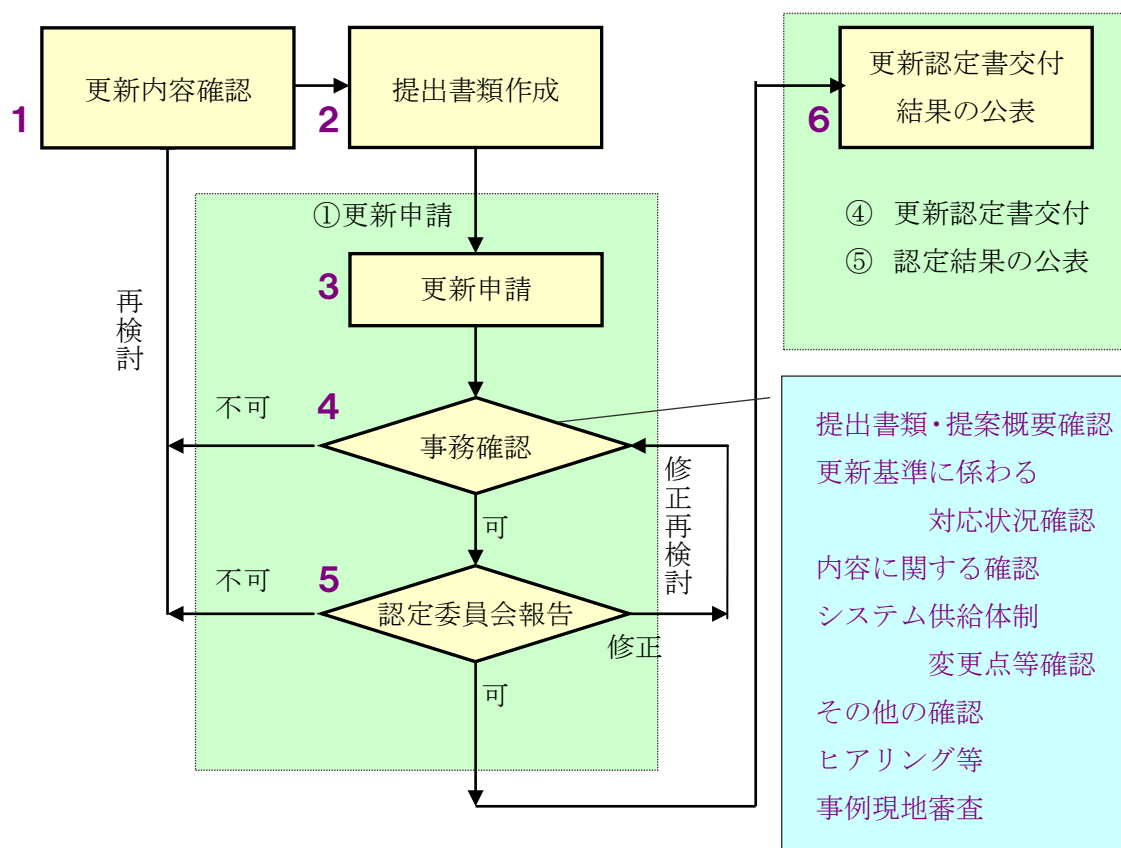 1
更新内容確認
2
提出書類作成
6
更新認定書交付
結果の公表
④ 更新認定書交付
⑤ 認定結果の公表
①更新申請
3
更新申請
再検討
不可
4
事務確認
可
修正再検討
不可
5
認定委員会報告
修正
可
提出書類・提案概要確認
更新基準に係わる
対応状況確認
内容に関する確認
システム供給体制
変更点等確認
その他の確認
ヒアリング等
事例現地審査